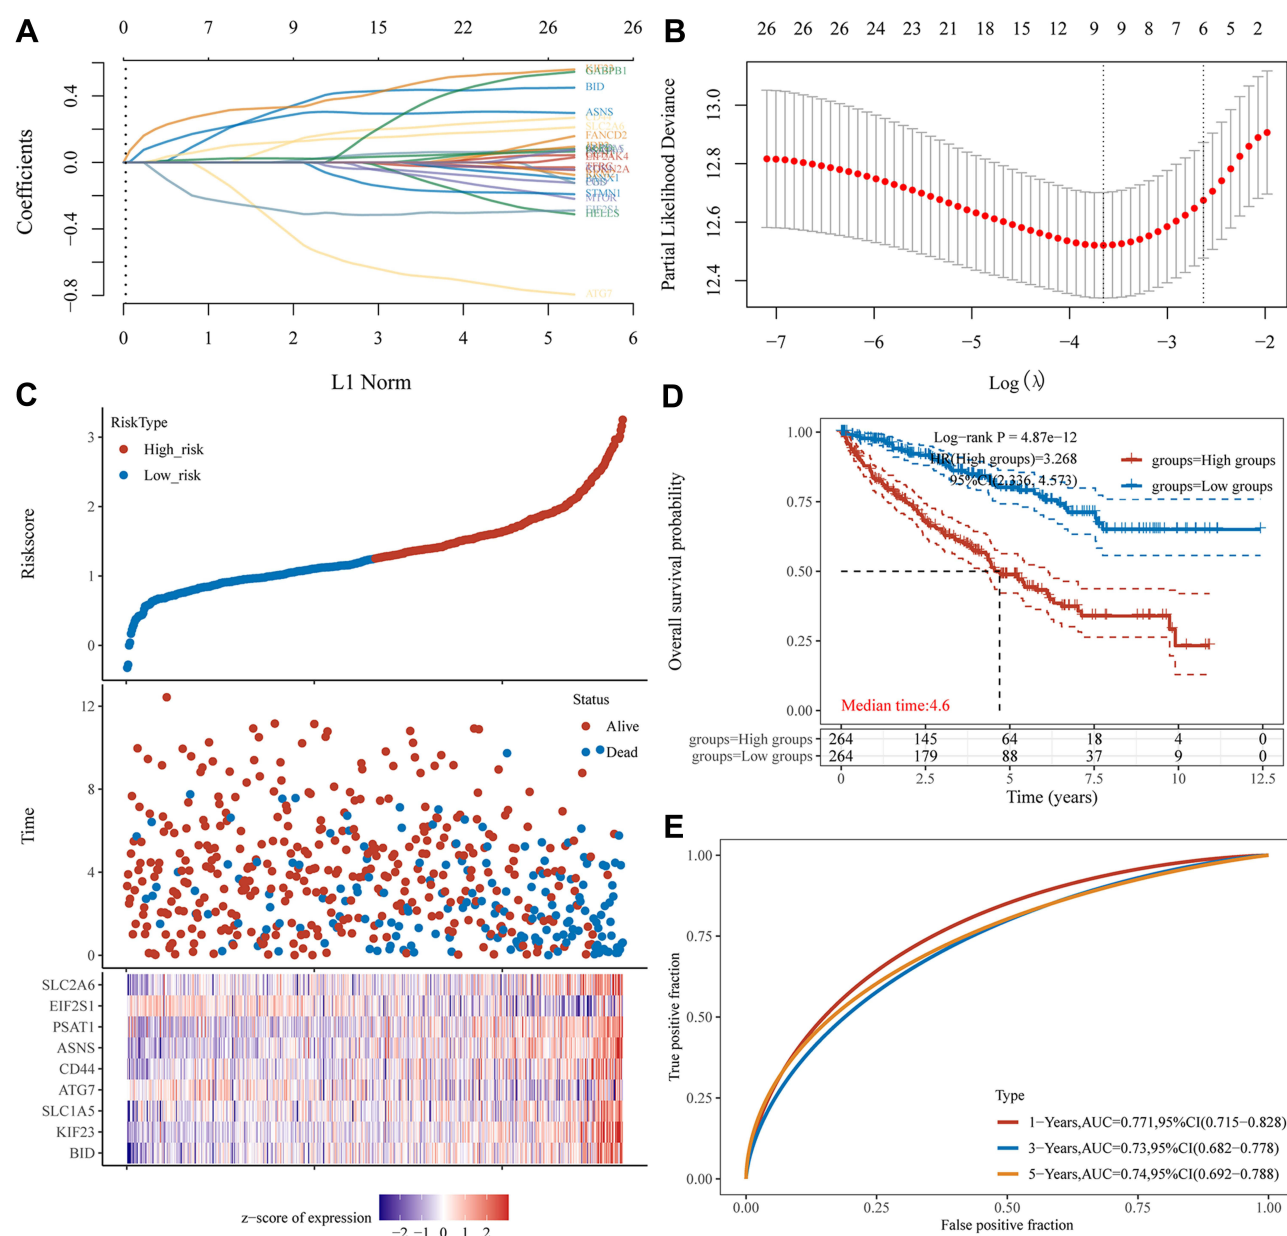 A
0 7 9 15 22 26 26
Coefficients
0.4
0.0
−0.4
−0.8
GABPB1
BID
ASNS
SLC2A6
FANCD2
EIF2AK4
CDKN2A
PANX1
STMN1
MTOR
EIF2S1
HELLS
ATG7
0 1 2 3 4 5 6
L1 Norm
B
26 26 26 24 23 21 18 15 12 9 9 8 7 6 5 2
Partial Likelihood Deviance
13.0
12.8
12.6
12.4
−7 −6 −5 −4 −3 −2
Log (λ)
C
RiskType
High_risk
Low_risk
Riskscore
3
2
1
0
Status
Alive
Dead
Time
12
8
4
0
SLC2A6
EIF2S1
PSAT1
ASNS
CD44
ATG7
SLC1A5
KIF23
BID
z−score of expression
−2 −1 0 1 2
D
Log−rank P = 4.87e−12
HR(High groups)=3.268
95%CI(2.336, 4.573)
groups=High groups
groups=Low groups
Overall survival probability
1.00
0.75
0.50
0.25
0.00
Median time:4.6
groups=High groups 264 145 64 18 4 0
groups=Low groups 264 179 88 37 9 0
0 2.5 5 7.5 10 12.5
Time (years)
E
True positive fraction
1.00
0.75
0.50
0.25
0.00
Type
1−Years,AUC=0.771,95%CI(0.715−0.828)
3−Years,AUC=0.73,95%CI(0.682−0.778)
5−Years,AUC=0.74,95%CI(0.692−0.788)
0.00 0.25 0.50 0.75 1.00
False positive fraction